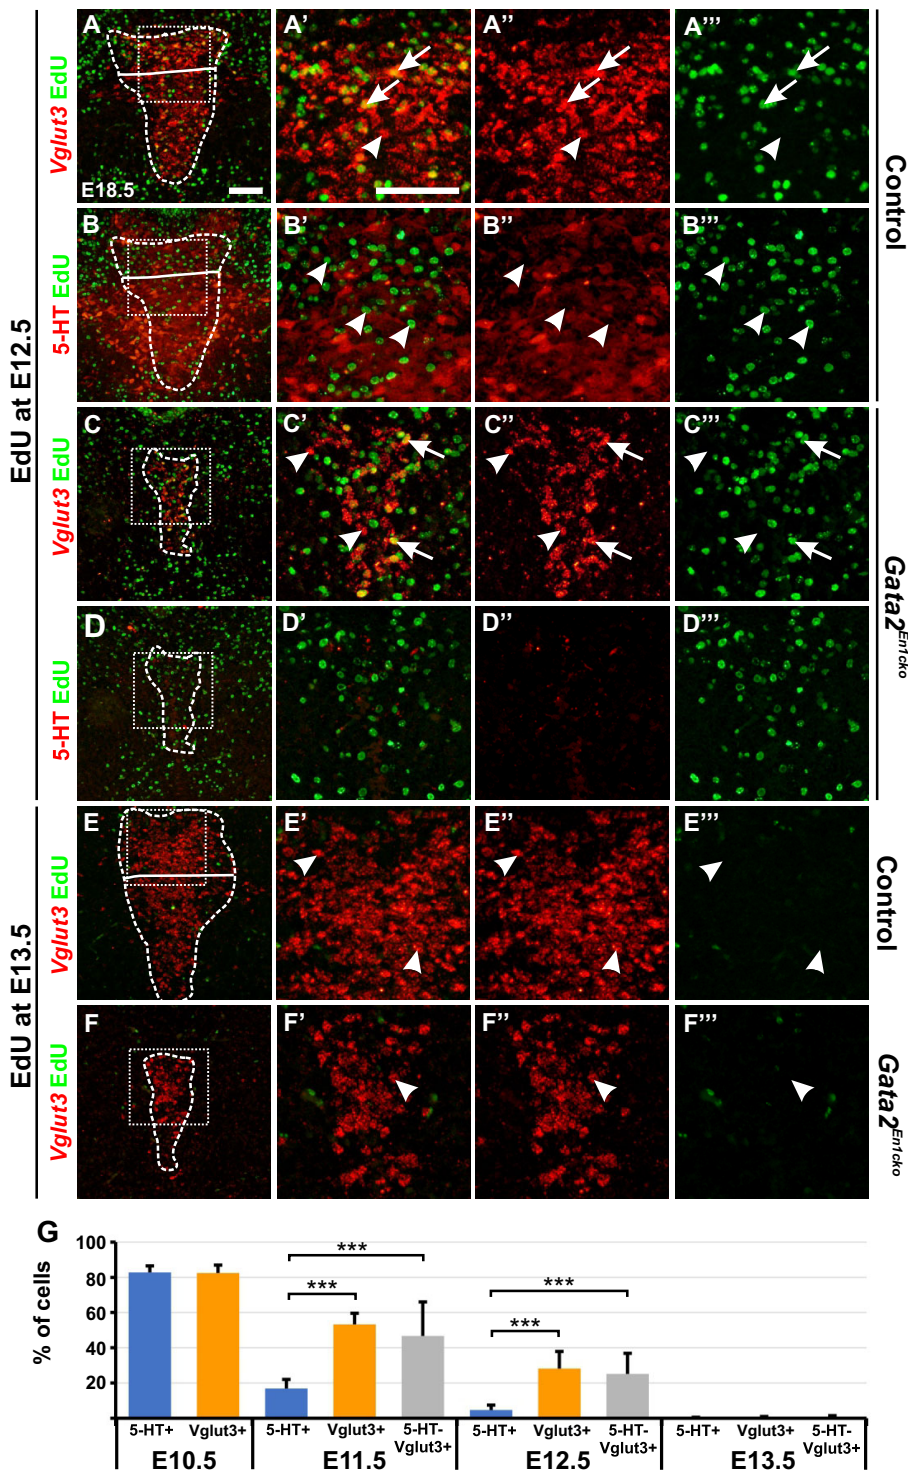 EdU at E12.5
EdU at E13.5
Vglut3 EdU
A
E18.5
A'
A''
A'''
5-HT EdU
B
B'
B''
B'''
Control
Vglut3 EdU
C
C'
C''
C'''
5-HT EdU
D
D'
D''
D'''
Gata2En1cko
Vglut3 EdU
E
E'
E''
E'''
Control
Vglut3 EdU
F
F'
F''
F'''
Gata2En1cko
G
% of cells
100
80
60
40
20
***
***
***
***
5-HT+ Vglut3+ 5-HT+ Vglut3+ 5-HT-Vglut3+ 5-HT+ Vglut3+ 5-HT-Vglut3+ 5-HT+ Vglut3+ 5-HT-Vglut3+
E10.5 E11.5 E12.5 E13.5